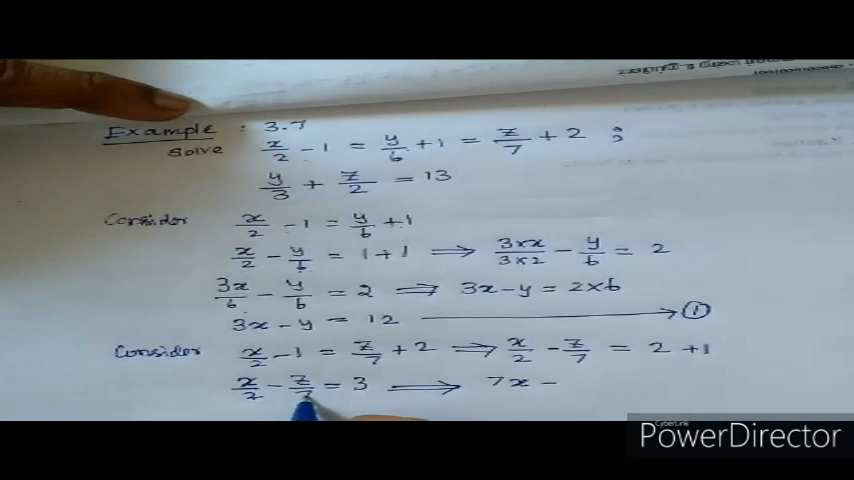 Example : 3.7
Solve x/2 - 1 = y/6 + 1 = z/7 + 2 ;
y/3 + z/2 = 13
Consider x/2 - 1 = y/6 + 1
x/2 - y/6 = 1 + 1 ⟹ 3×x/3×2 - y/6 = 2
3x/6 - y/6 = 2 ⟹ 3x - y = 2×6
3x - y = 12 ⟶ ①
Consider x/2 - 1 = z/7 + 2 ⟹ x/2 - z/7 = 2 + 1
x/2 - z/7 = 3 ⟹ 7x -
CyberLink
PowerDirector